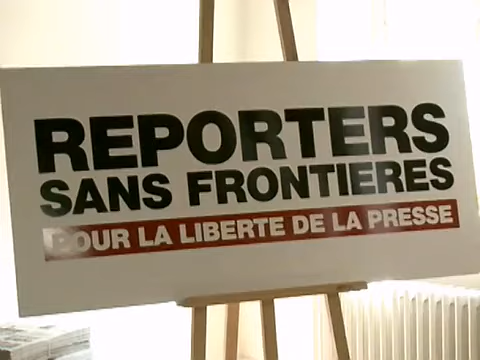 REPORTERS
SANS FRONTIERES
POUR LA LIBERTE DE LA PRESSE